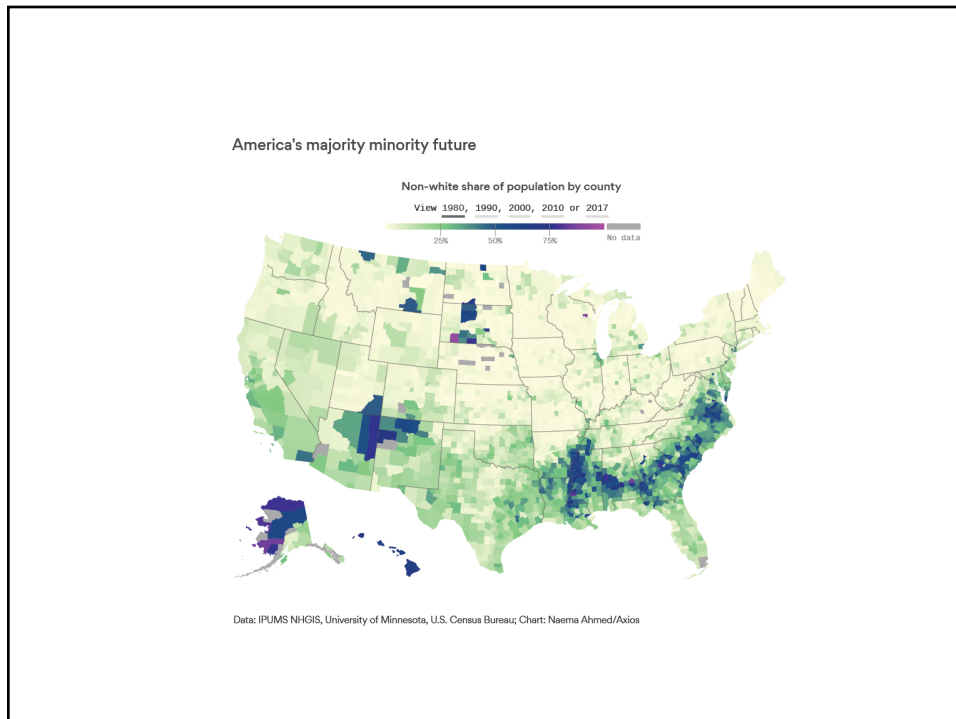 America's majority minority future
Non-white share of population by county
View 1980, 1990, 2000, 2010 or 2017
25% 50% 75% No data
Data: IPUMS NHGIS, University of Minnesota, U.S. Census Bureau; Chart: Naema Ahmed/Axios